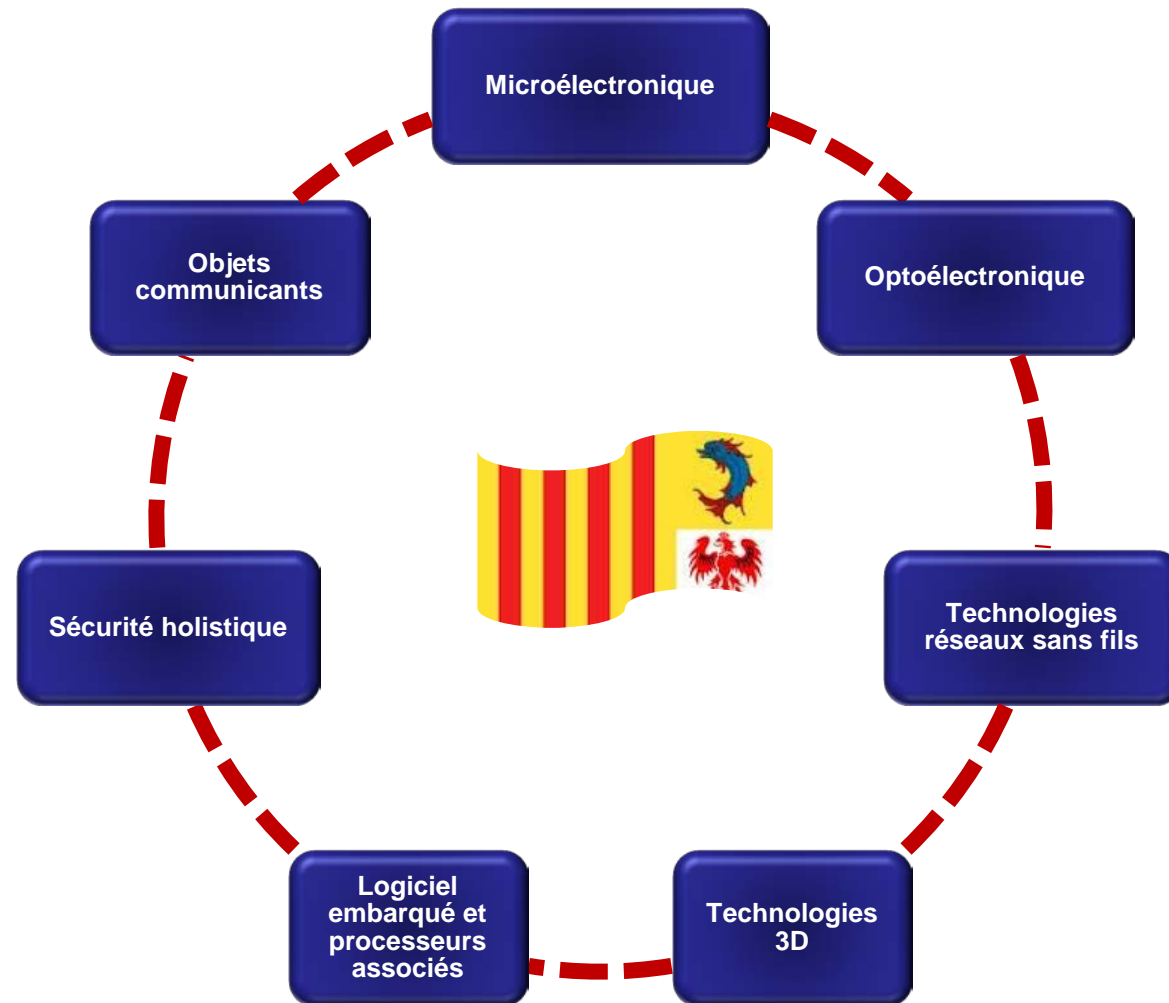 Microélectronique
Optoélectronique
Technologies
réseaux sans fils
Technologies
3D
Logiciel
embarqué et
processeurs
associés
Sécurité holistique
Objets
communicants